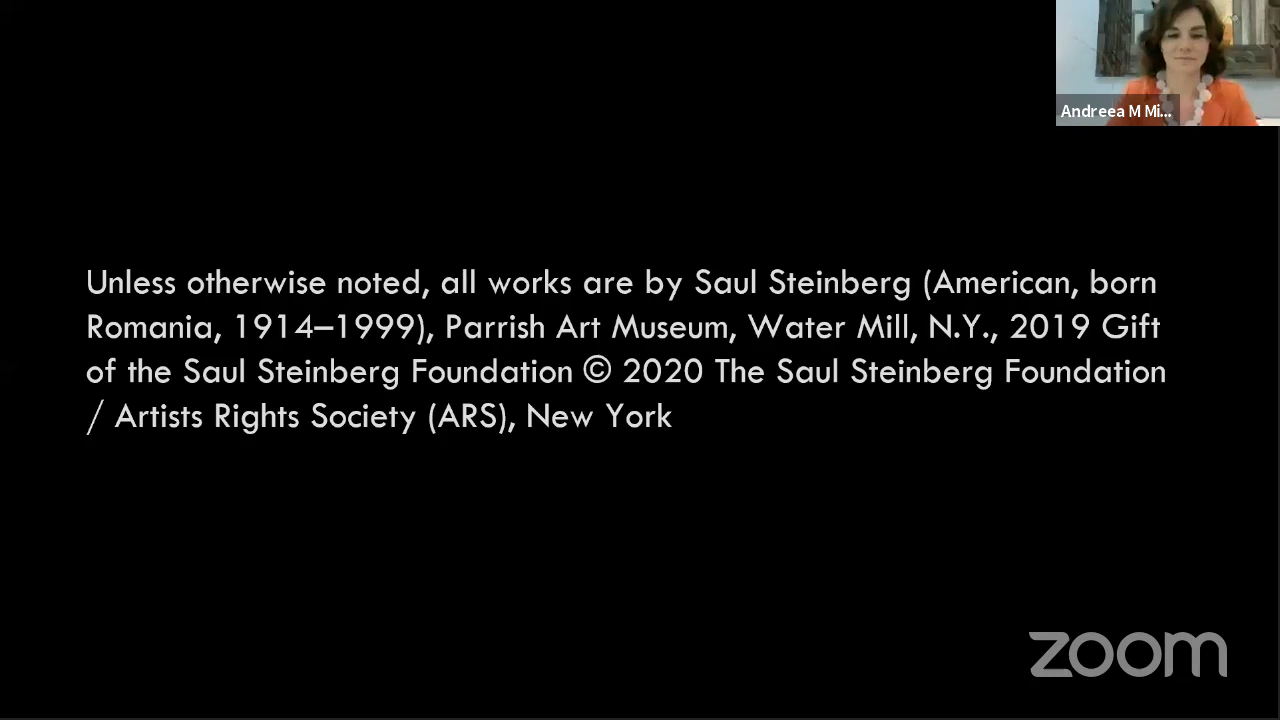 Andreea M Mi...
Unless otherwise noted, all works are by Saul Steinberg (American, born
Romania, 1914–1999), Parrish Art Museum, Water Mill, N.Y., 2019 Gift
of the Saul Steinberg Foundation © 2020 The Saul Steinberg Foundation
/ Artists Rights Society (ARS), New York
zoom